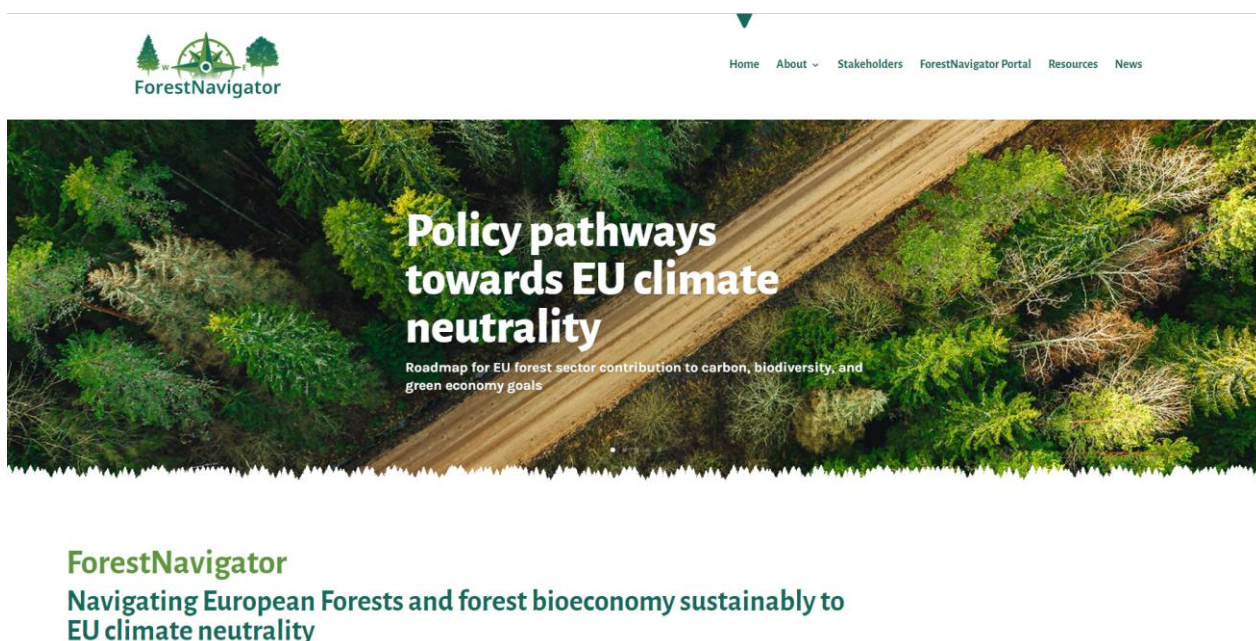 W E
ForestNavigator
Home About Stakeholders ForestNavigator Portal Resources News
Policy pathways
towards EU climate
neutrality
Roadmap for EU forest sector contribution to carbon, biodiversity, and
green economy goals
ForestNavigator
Navigating European Forests and forest bioeconomy sustainably to
EU climate neutrality